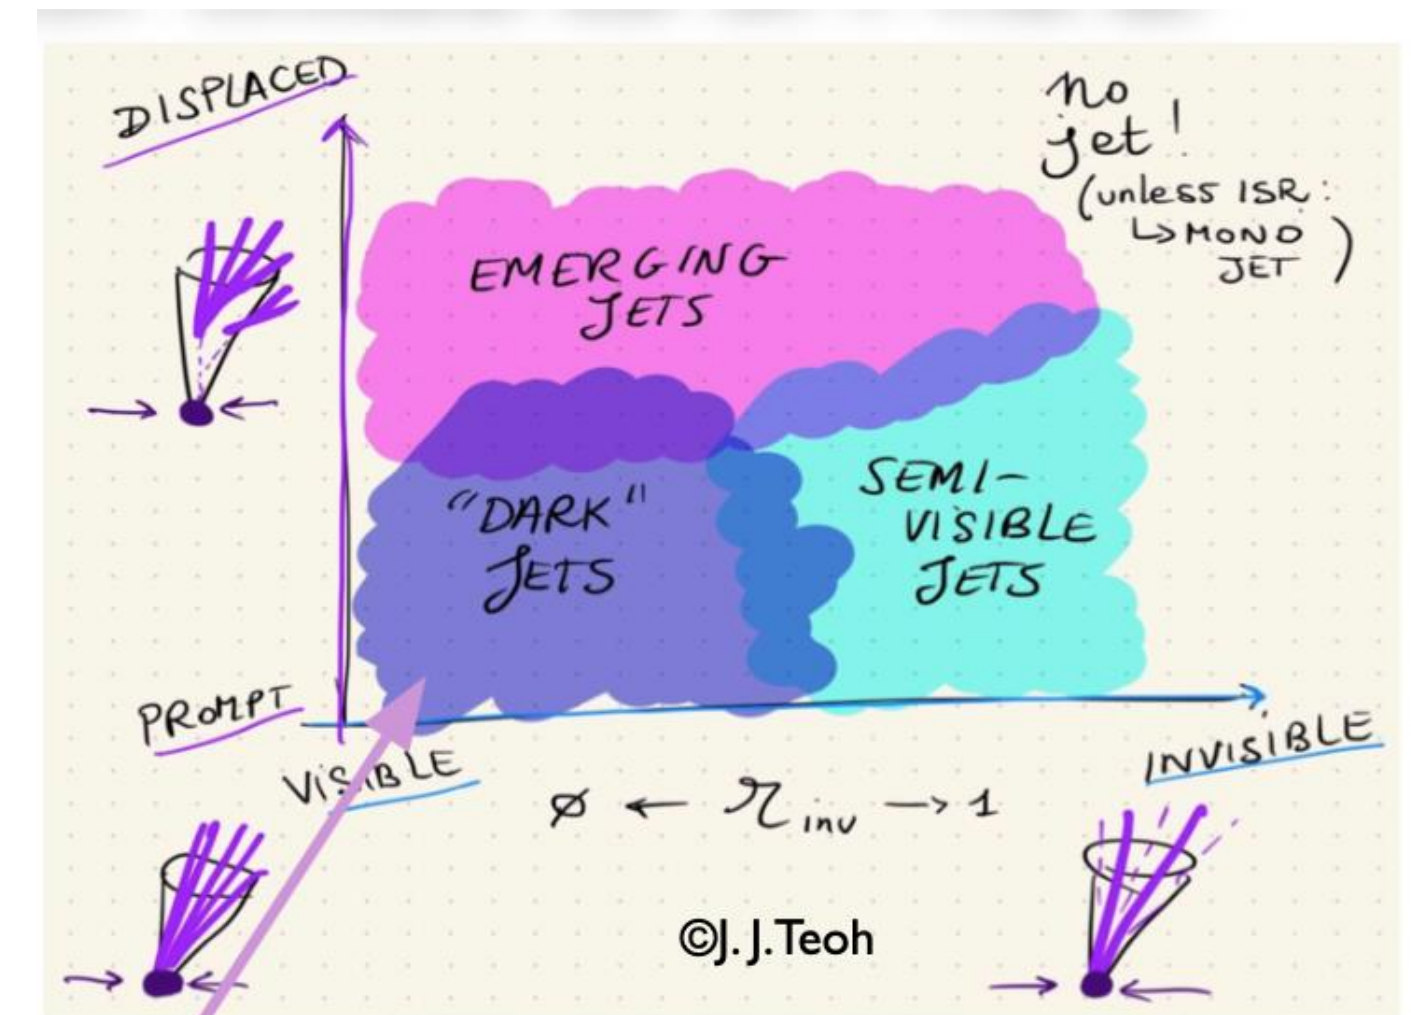 DISPLACED
no
jet!
(unless ISR:
↳ MONO
JET)
EMERGING
JETS
"DARK"
JETS
SEMI-
VISIBLE
JETS
PROMPT
VISIBLE
INVISIBLE
∅ ← r inv → 1
©J. J. Teoh